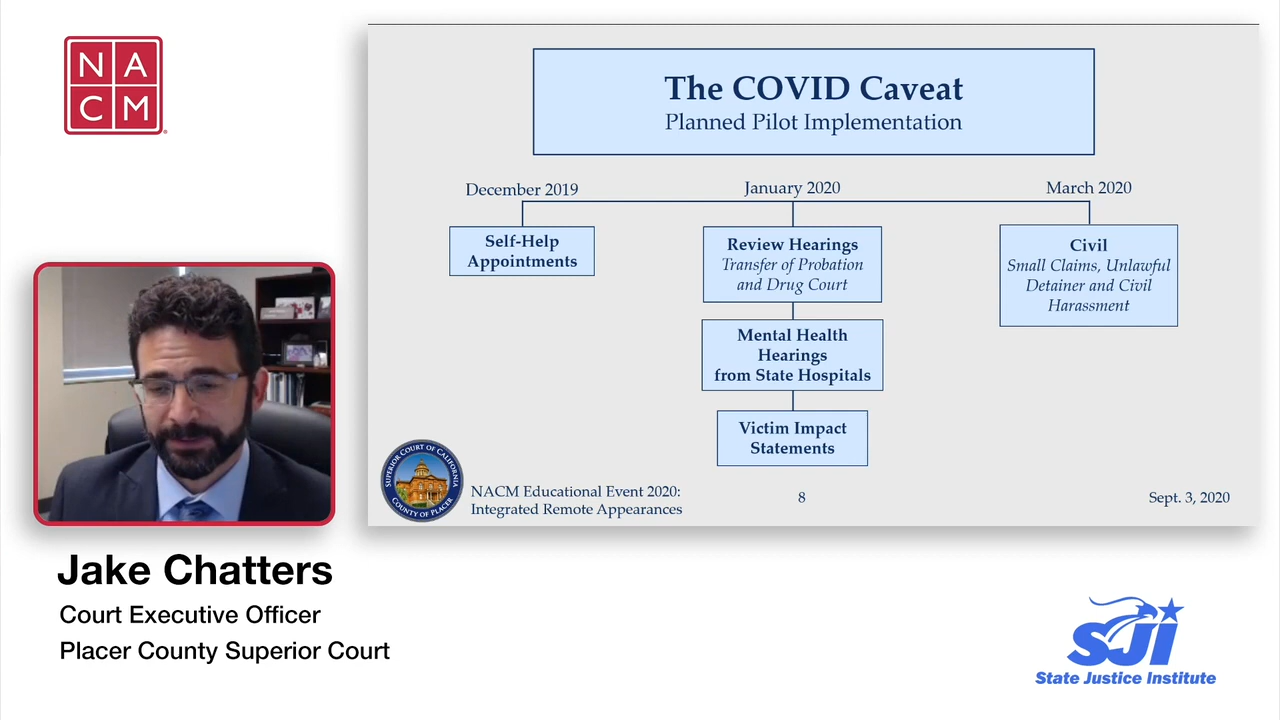 NA
CM
The COVID Caveat
Planned Pilot Implementation
December 2019
January 2020
March 2020
Self-Help
Appointments
Review Hearings
Transfer of Probation
and Drug Court
Mental Health
Hearings
from State Hospitals
Victim Impact
Statements
Civil
Small Claims, Unlawful
Detainer and Civil
Harassment
SUPERIOR COURT OF CALIFORNIA
COUNTY OF PLACER
NACM Educational Event 2020:
Integrated Remote Appearances
8
Sept. 3, 2020
Jake Chatters
Court Executive Officer
Placer County Superior Court
SJI
State Justice Institute